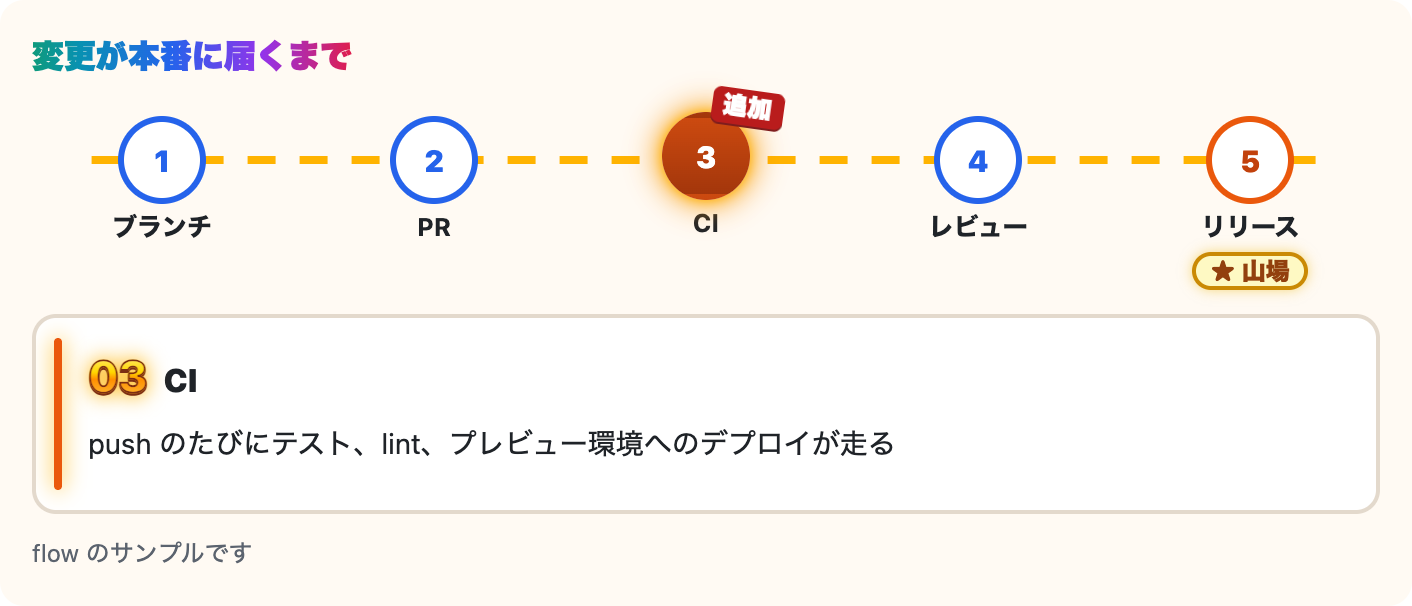 変更が本番に届くまで
追加
1
2
3
4
5
ブランチ
PR
CI
レビュー
リリース
★ 山場
03 CI
push のたびにテスト、lint、プレビュー環境へのデプロイが走る
flow のサンプルです